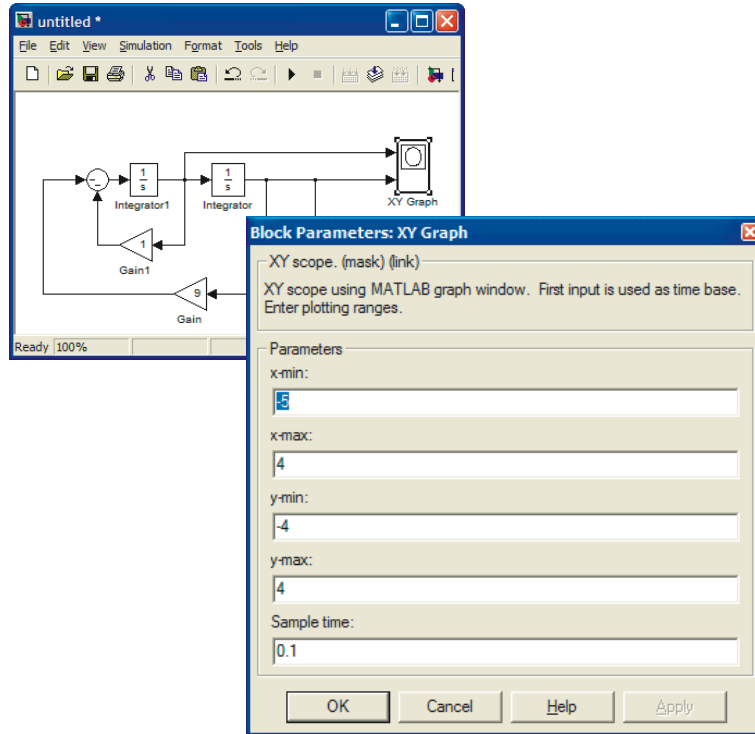 untitled *
File Edit View Simulation Format Tools Help
1
s
Integrator1
1
s
Integrator
XY Graph
1
Gain1
9
Gain
Ready 100%
Block Parameters: XY Graph
XY scope. (mask) (link)
XY scope using MATLAB graph window. First input is used as time base.
Enter plotting ranges.
Parameters
x-min:
-5
x-max:
4
y-min:
-4
y-max:
4
Sample time:
0.1
OK Cancel Help Apply